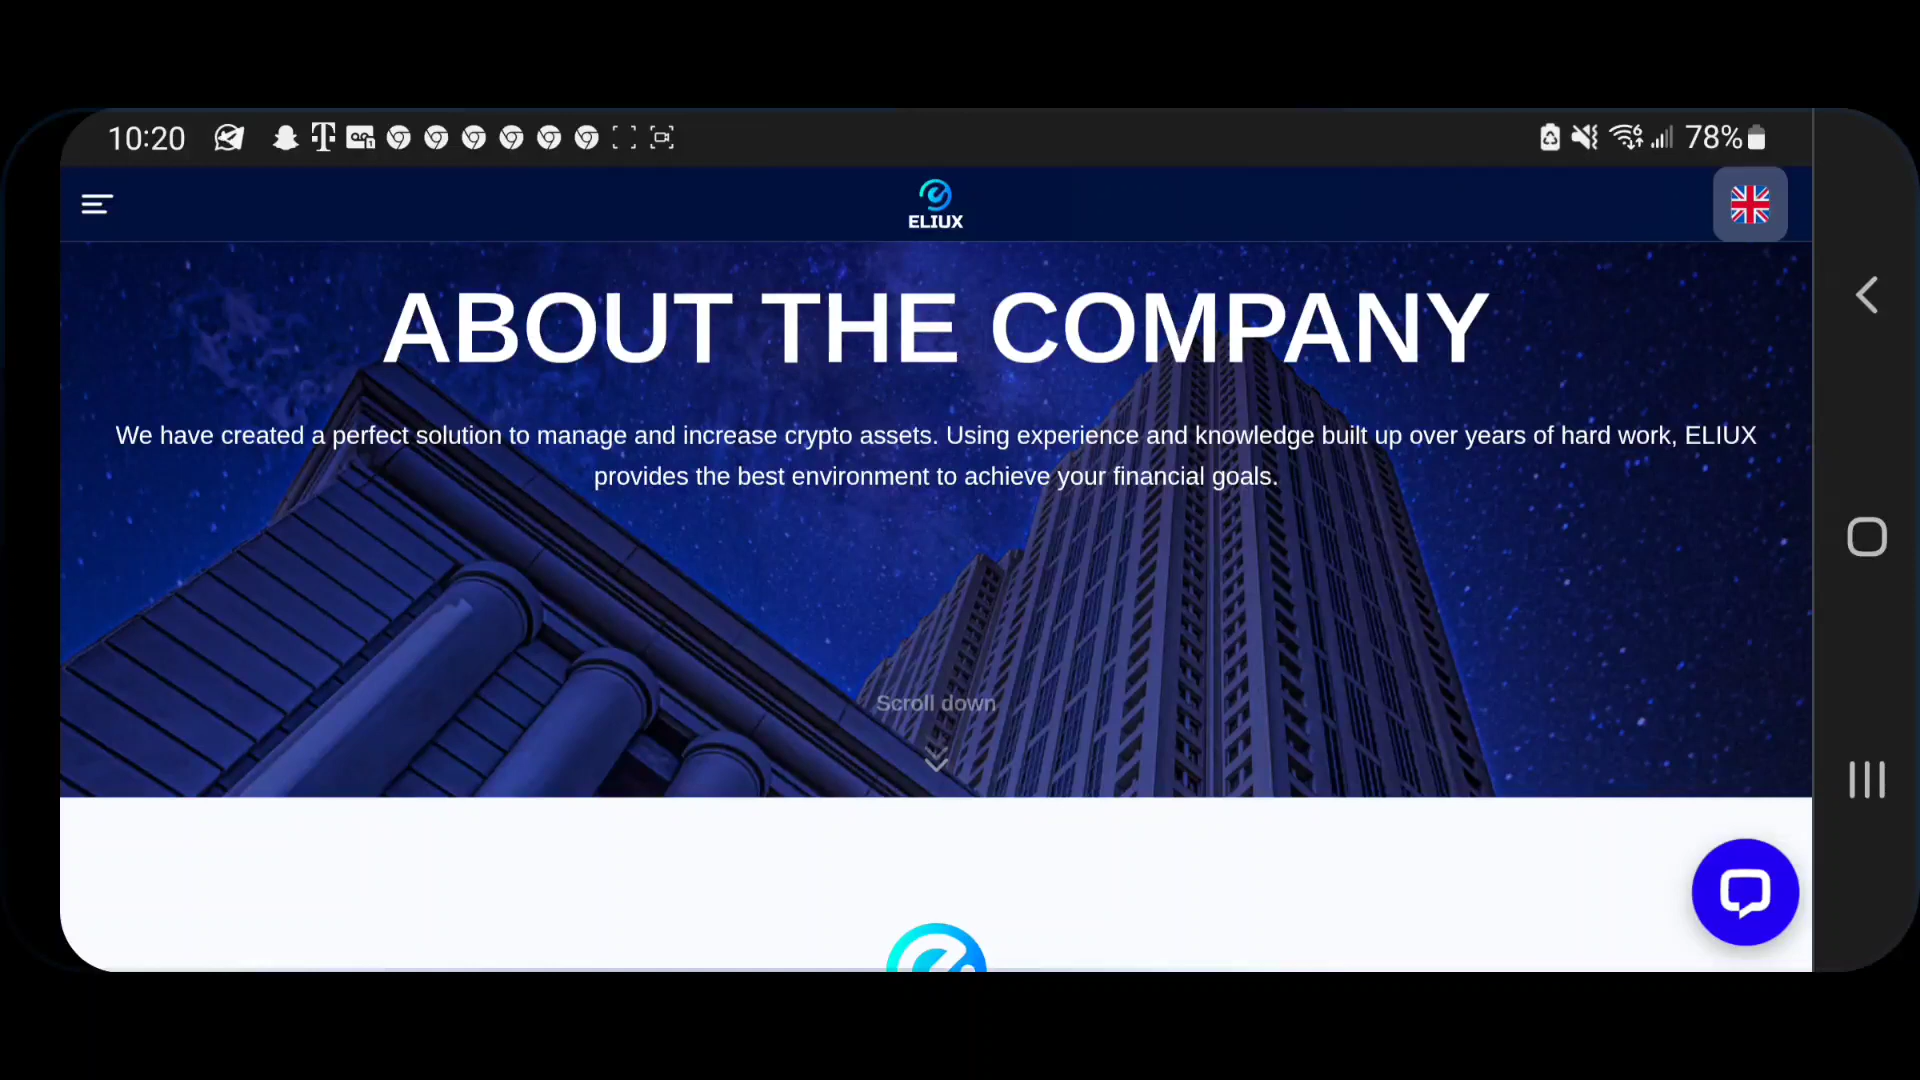 10:20
78%
ELIUX
ABOUT THE COMPANY
We have created a perfect solution to manage and increase crypto assets. Using experience and knowledge built up over years of hard work, ELIUX
provides the best environment to achieve your financial goals.
Scroll down